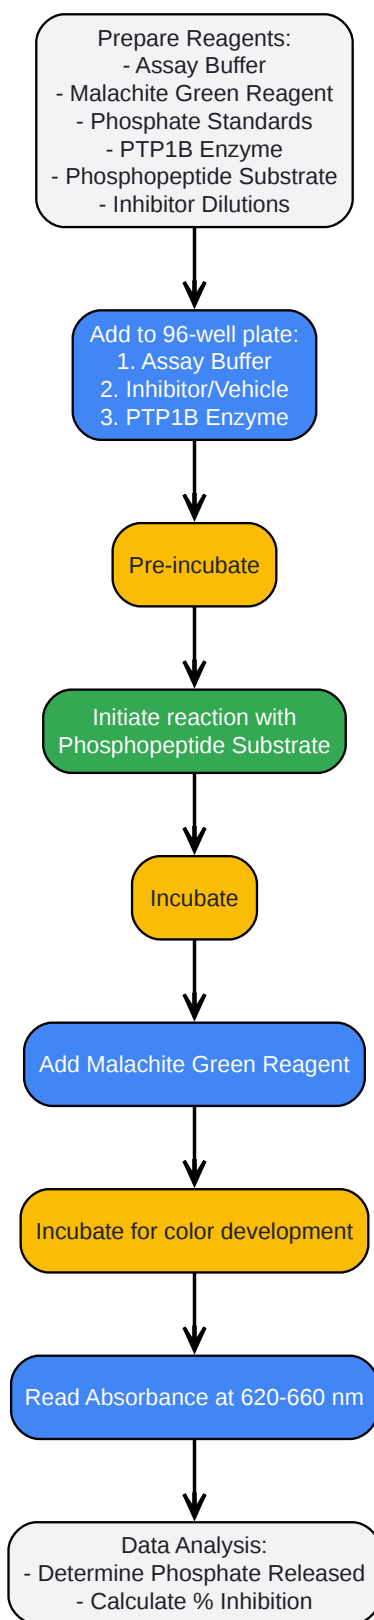 Prepare Reagents:
- Assay Buffer
- Malachite Green Reagent
- Phosphate Standards
- PTP1B Enzyme
- Phosphopeptide Substrate
- Inhibitor Dilutions
Add to 96-well plate:
1. Assay Buffer
2. Inhibitor/Vehicle
3. PTP1B Enzyme
Pre-incubate
Initiate reaction with
Phosphopeptide Substrate
Incubate
Add Malachite Green Reagent
Incubate for color development
Read Absorbance at 620-660 nm
Data Analysis:
- Determine Phosphate Released
- Calculate % Inhibition